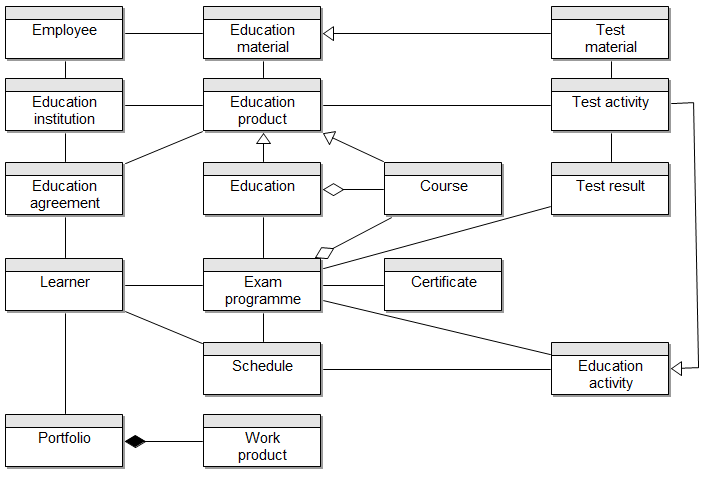 Employee
Education
material
Test
material
Education
institution
Education
product
Test activity
Education
agreement
Education
Course
Test result
Learner
Exam
programme
Certificate
Schedule
Education
activity
Portfolio
Work
product